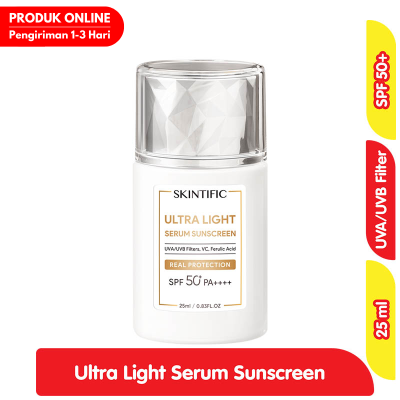 PRODUK ONLINE
Pengiriman 1-3 Hari
SKINTIFIC
ULTRA LIGHT
SERUM SUNSCREEN
UVA/UVB Filters, VC, Ferulic Acid
REAL PROTECTION
SPF 50+ PA++++
25ml / 0.83FL.OZ
SPF 50+
UVA/UVB Filter
25 ml
Ultra Light Serum Sunscreen